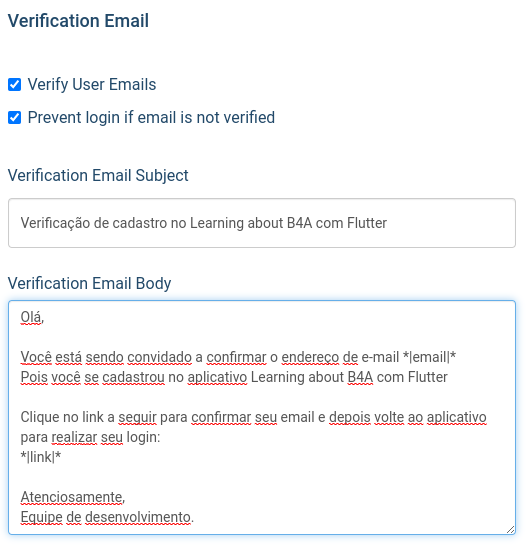 Verification Email
Verify User Emails
Prevent login if email is not verified
Verification Email Subject
Verificação de cadastro no Learning about B4A com Flutter
Verification Email Body
Olá,
Você está sendo convidado a confirmar o endereço de e-mail *|email|*
Pois você se cadastrou no aplicativo Learning about B4A com Flutter
Clique no link a seguir para confirmar seu email e depois volte ao aplicativo
para realizar seu login:
*|link|*
Atenciosamente,
Equipe de desenvolvimento.